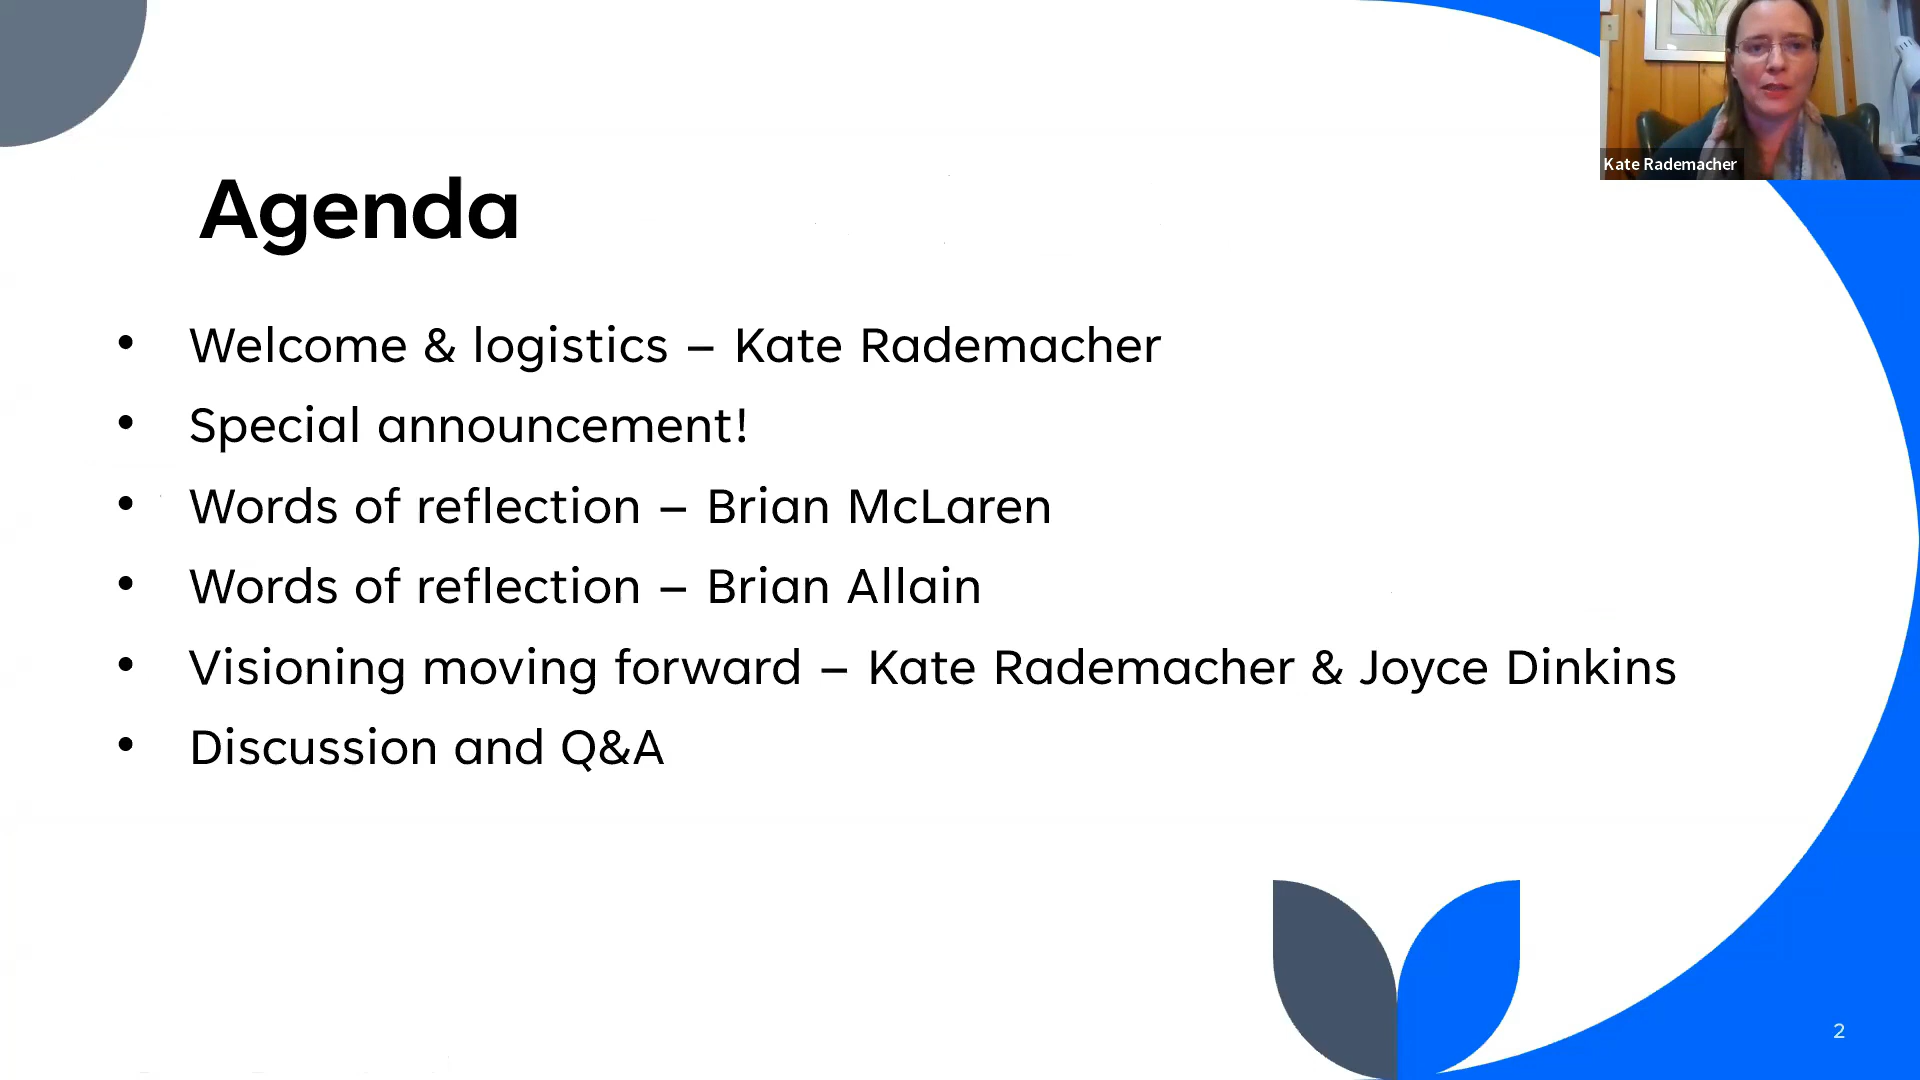 Kate Rademacher
Agenda
• Welcome & logistics – Kate Rademacher
• Special announcement!
• Words of reflection – Brian McLaren
• Words of reflection – Brian Allain
• Visioning moving forward – Kate Rademacher & Joyce Dinkins
• Discussion and Q&A
2